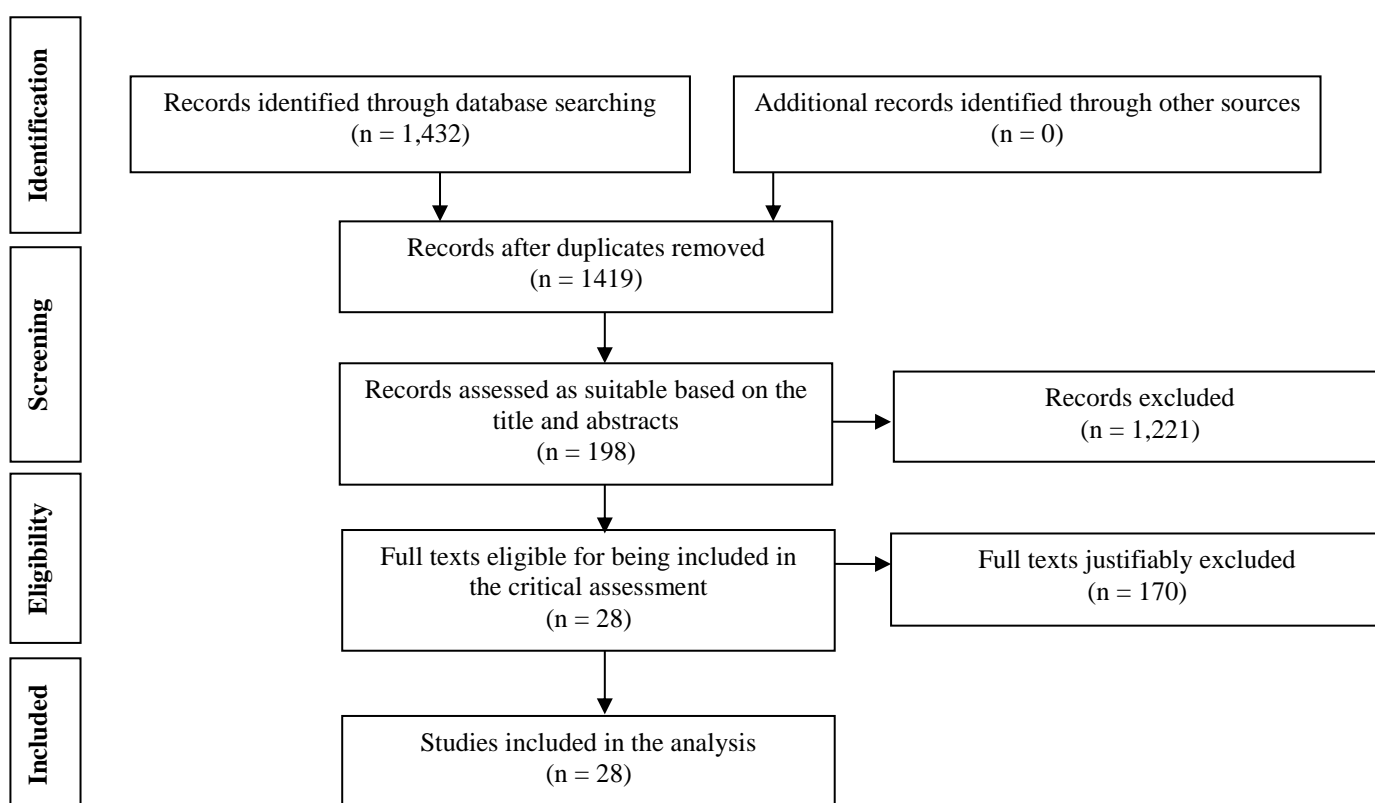 Identification
Records identified through database searching
(n = 1,432)
Additional records identified through other sources
(n = 0)
Records after duplicates removed
(n = 1419)
Screening
Records assessed as suitable based on the
title and abstracts
(n = 198)
Records excluded
(n = 1,221)
Eligibility
Full texts eligible for being included in
the critical assessment
(n = 28)
Full texts justifiably excluded
(n = 170)
Included
Studies included in the analysis
(n = 28)